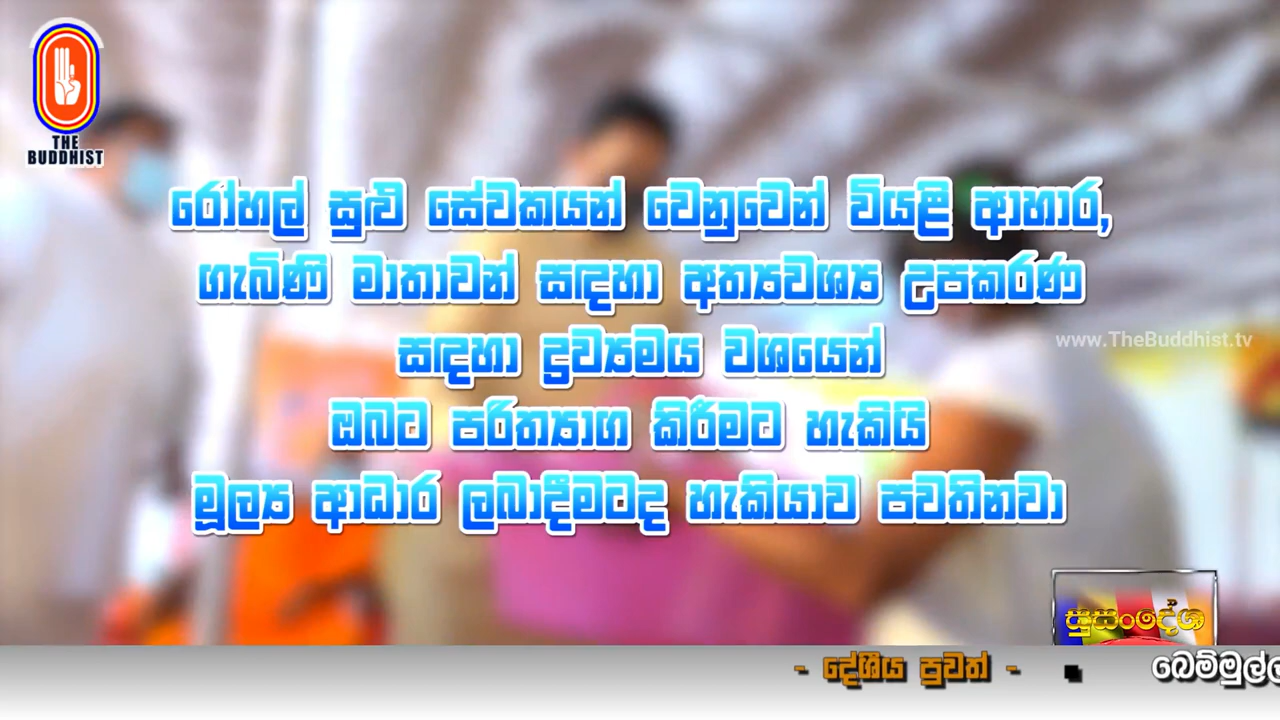 THE
BUDDHIST
රෝහල් සුළු සේවකයන් වෙනුවෙන් වියළි ආහාර,
ගැබිණි මාතාවන් සඳහා අත්‍යවශ්‍ය උපකරණ
සඳහා ද්‍රව්‍යමය වශයෙන්
www.TheBuddhist.tv
ඔබට පරිත්‍යාග කිරීමට හැකියි
මූල්‍ය ආධාර ලබාදීමටද හැකියාව පවතිනවා
සුසංදේශ
- දේශීය පුවත් - ▪